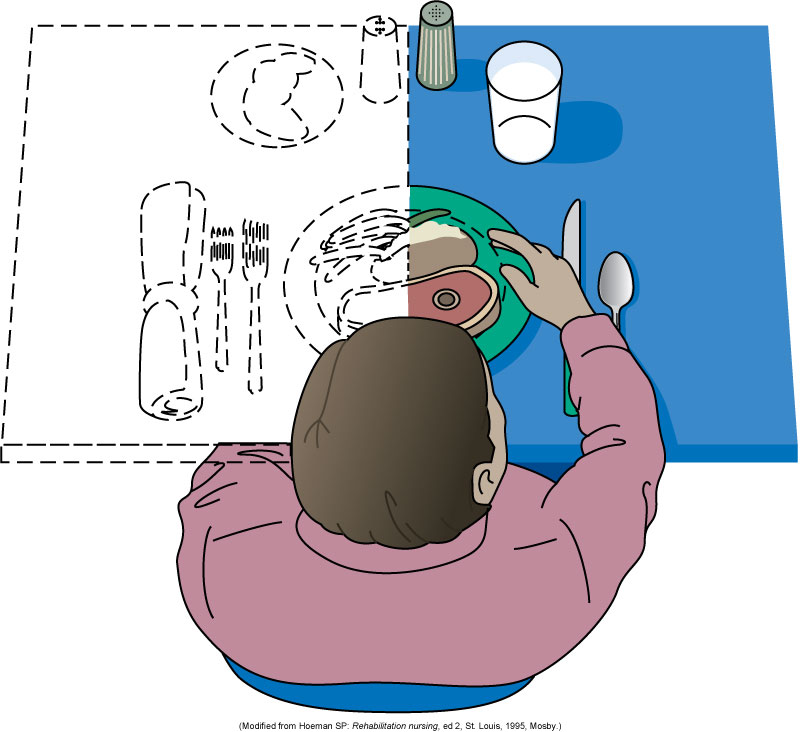 (Modified from Hoeman SP: Rehabilitation nursing, ed 2, St. Louis, 1995, Mosby.)